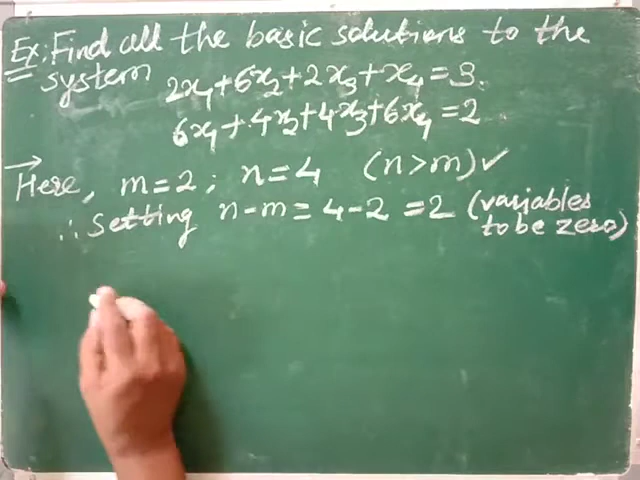 Ex: Find all the basic solutions to the
system 2x₁+6x₂+2x₃+x₄=3.
6x₁+4x₂+4x₃+6x₄=2
→ Here, m=2; n=4 (n>m)✓
∴ Setting n-m=4-2=2 (variables
to be zero)